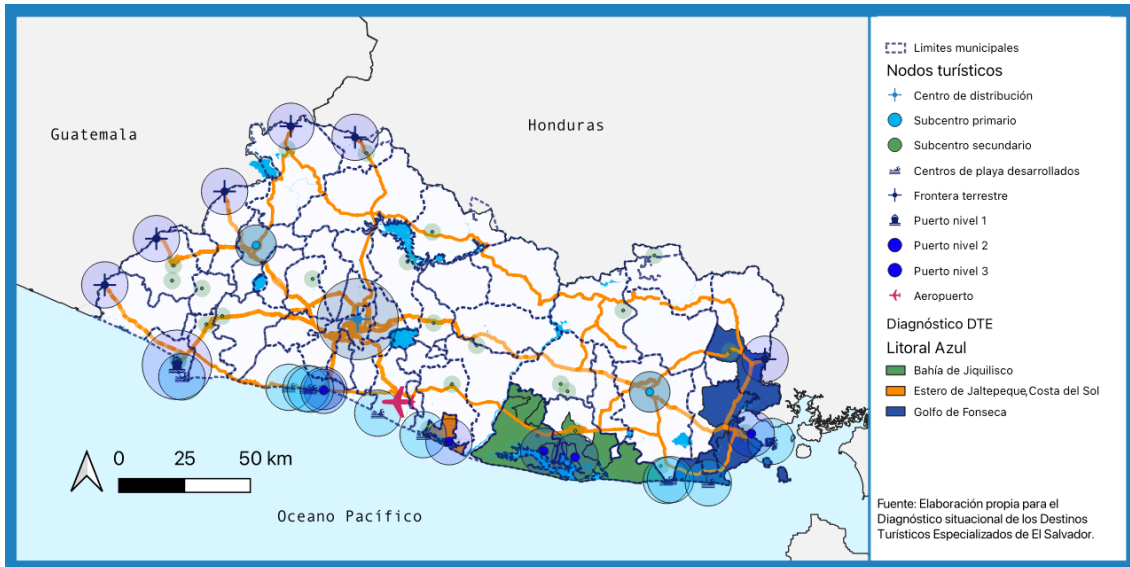 Guatemala
Honduras
0 25 50 km
Oceano Pacífico
Limites municipales
Nodos turísticos
Centro de distribución
Subcentro primario
Subcentro secundario
Centros de playa desarrollados
Frontera terrestre
Puerto nivel 1
Puerto nivel 2
Puerto nivel 3
Aeropuerto
Diagnóstico DTE
Litoral Azul
Bahía de Jiquilisco
Estero de Jaltepeque,Costa del Sol
Golfo de Fonseca
Fuente: Elaboración propia para el
Diagnóstico situacional de los Destinos
Turísticos Especializados de El Salvador.